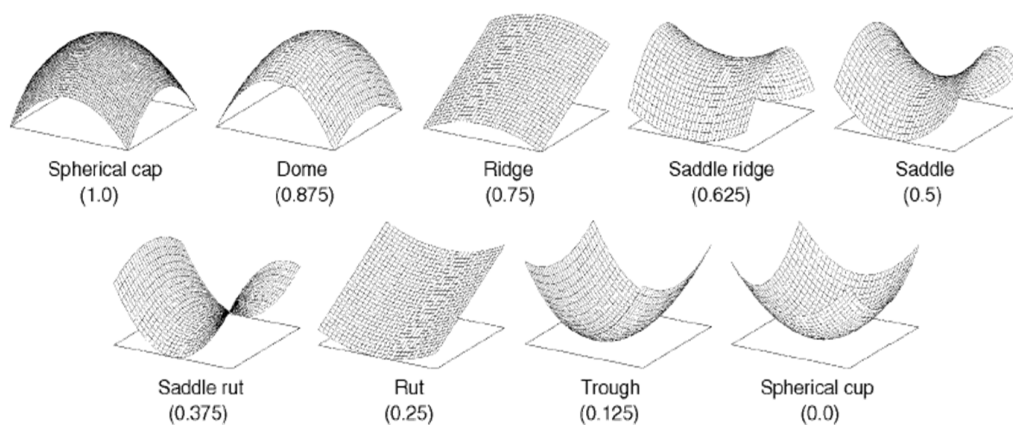 Spherical cap
(1.0)
Dome
(0.875)
Ridge
(0.75)
Saddle ridge
(0.625)
Saddle
(0.5)
Saddle rut
(0.375)
Rut
(0.25)
Trough
(0.125)
Spherical cup
(0.0)